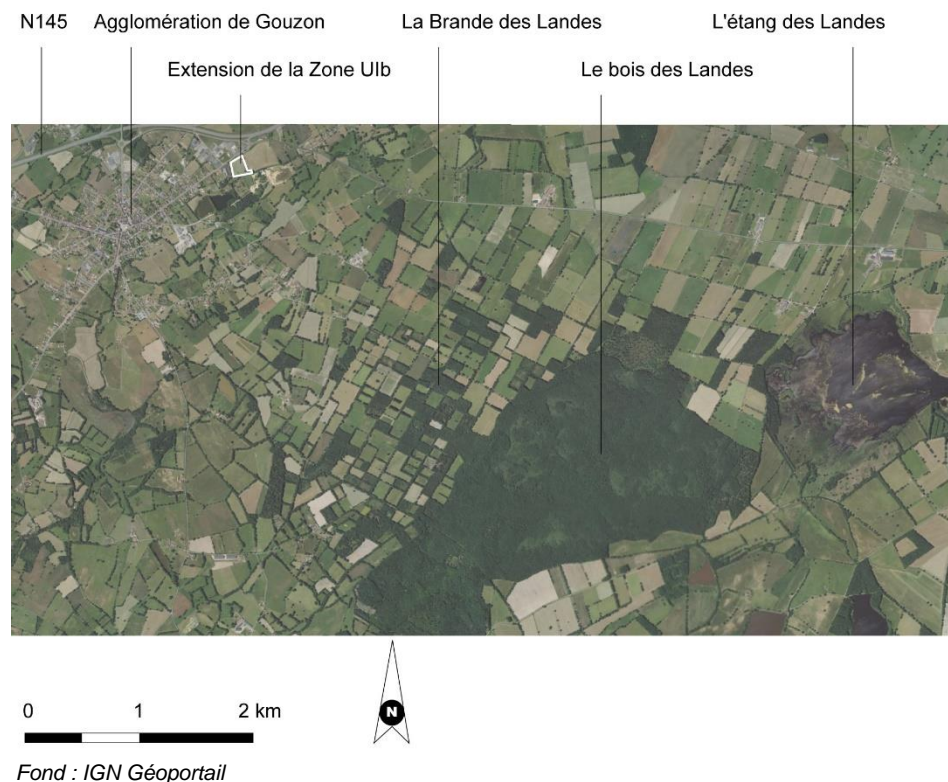 N145 Agglomération de Gouzon La Brande des Landes L'étang des Landes
Extension de la Zone UIb Le bois des Landes
N
0 1 2 km
Fond : IGN Géoportail